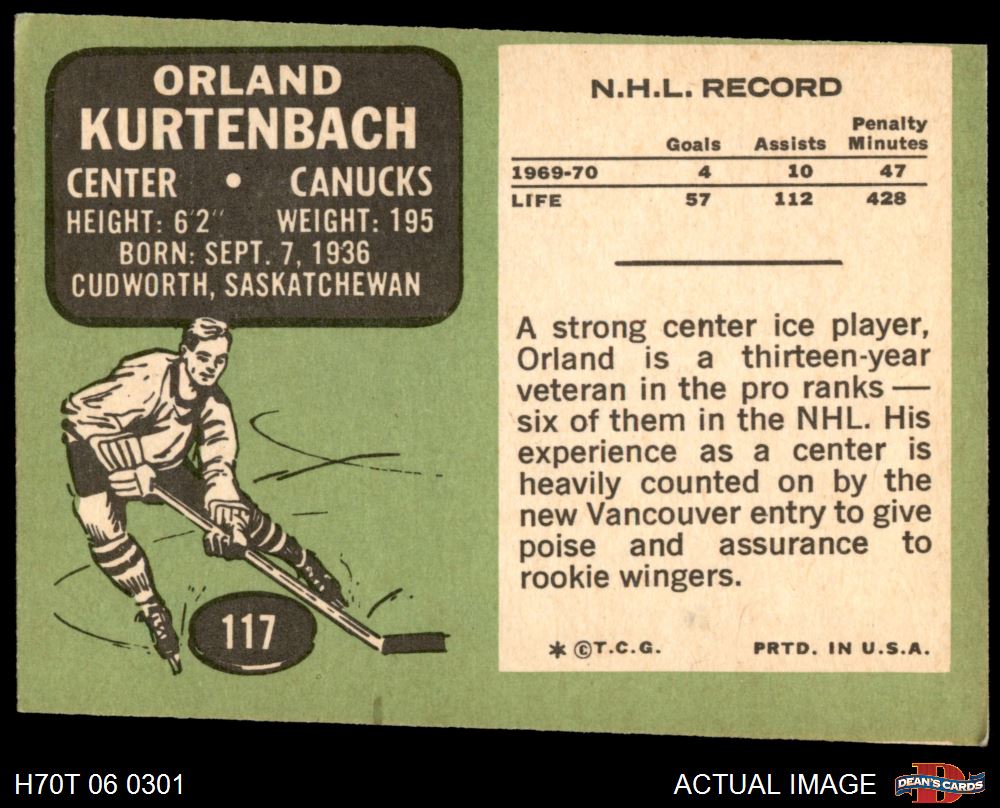 ORLAND
KURTENBACH
CENTER • CANUCKS
HEIGHT: 6'2" WEIGHT: 195
BORN: SEPT. 7, 1936
CUDWORTH, SASKATCHEWAN
117
N.H.L. RECORD
Goals Assists Penalty Minutes
1969-70 4 10 47
LIFE 57 112 428
A strong center ice player,
Orland is a thirteen-year
veteran in the pro ranks —
six of them in the NHL. His
experience as a center is
heavily counted on by the
new Vancouver entry to give
poise and assurance to
rookie wingers.
* © T.C.G. PRTD. IN U.S.A.
H70T 06 0301
ACTUAL IMAGE
D
DEAN'S CARDS